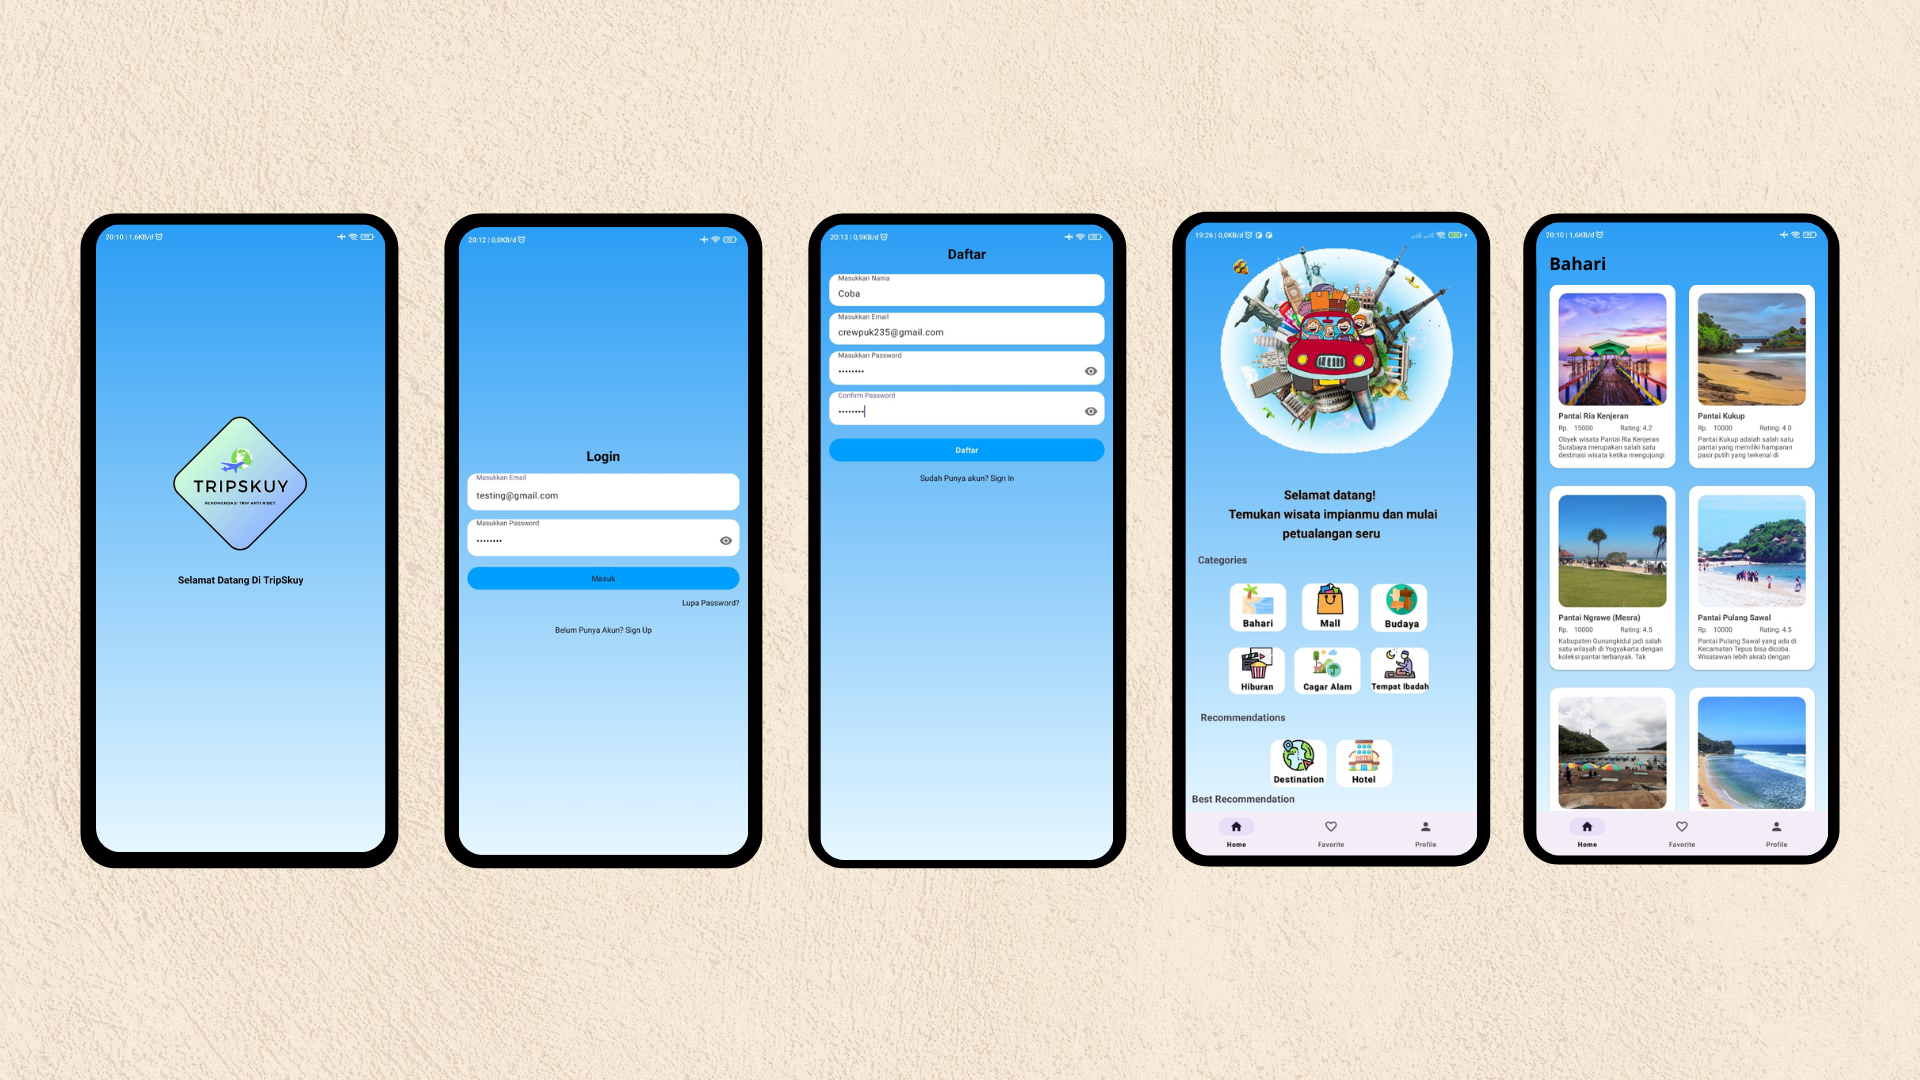 20:10 | 1,6KB/d
TRIPSKUY
REKOMENDASI TRIP ANTI RIBET
Selamat Datang Di TripSkuy
20:12 | 0,0KB/d
Login
Masukkan Email
testing@gmail.com
Masukkan Password
••••••••
Masuk
Lupa Password?
Belum Punya Akun? Sign Up
20:13 | 0,9KB/d
Daftar
Masukkan Nama
Coba
Masukkan Email
crewpuk235@gmail.com
Masukkan Password
••••••••
Confirm Password
••••••••
Daftar
Sudah Punya akun? Sign In
19:26 | 0,0KB/d
Selamat datang!
Temukan wisata impianmu dan mulai
petualangan seru
Categories
Bahari Mall Budaya
Hiburan Cagar Alam Tempat Ibadah
Recommendations
HOTEL
Destination Hotel
Best Recommendation
Home Favorite Profile
20:10 | 1,6KB/d
Bahari
Pantai Ria Kenjeran
Rp. 15000 Rating: 4.2
Obyek wisata Pantai Ria Kenjeran
Surabaya merupakan salah satu
destinasi wisata ketika mengujungi
Pantai Kukup
Rp. 10000 Rating: 4.0
Pantai Kukup adalah salah satu
pantai yang memiliki hamparan
pasir putih yang terkenal di
Pantai Ngrawe (Mesra)
Rp. 10000 Rating: 4.5
Kabupaten Gunungkidul jadi salah
satu wilayah di Yogyakarta dengan
koleksi pantai terbanyak. Tak
Pantai Pulang Sawal
Rp. 10000 Rating: 4.5
Pantai Pulang Sawal yang ada di
Kecamatan Tepus bisa dicoba.
Wisatawan lebih akrab dengan
Home Favorite Profile